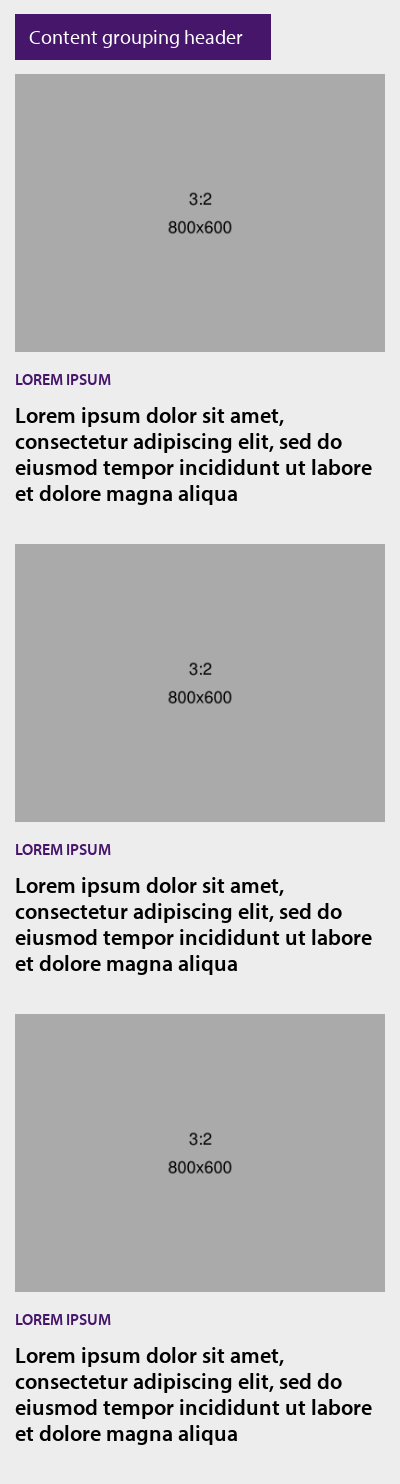 Content grouping header
3:2
800x600
LOREM IPSUM
Lorem ipsum dolor sit amet,
consectetur adipiscing elit, sed do
eiusmod tempor incididunt ut labore
et dolore magna aliqua
3:2
800x600
LOREM IPSUM
Lorem ipsum dolor sit amet,
consectetur adipiscing elit, sed do
eiusmod tempor incididunt ut labore
et dolore magna aliqua
3:2
800x600
LOREM IPSUM
Lorem ipsum dolor sit amet,
consectetur adipiscing elit, sed do
eiusmod tempor incididunt ut labore
et dolore magna aliqua